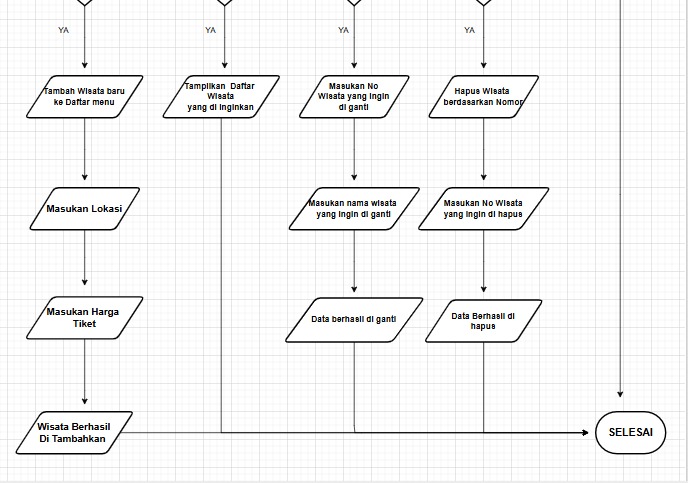 YA
YA
YA
YA
Tambah Wisata baru
ke Daftar menu
Tampilkan Daftar
Wisata
yang di inginkan
Masukan No
Wisata yang ingin
di ganti
Hapus Wisata
berdasarkan Nomor
Masukan Lokasi
Masukan nama wisata
yang ingin di ganti
Masukan No Wisata
yang ingin di hapus
Masukan Harga
Tiket
Data berhasil di ganti
Data Berhasil di
hapus
Wisata Berhasil
Di Tambahkan
SELESAI